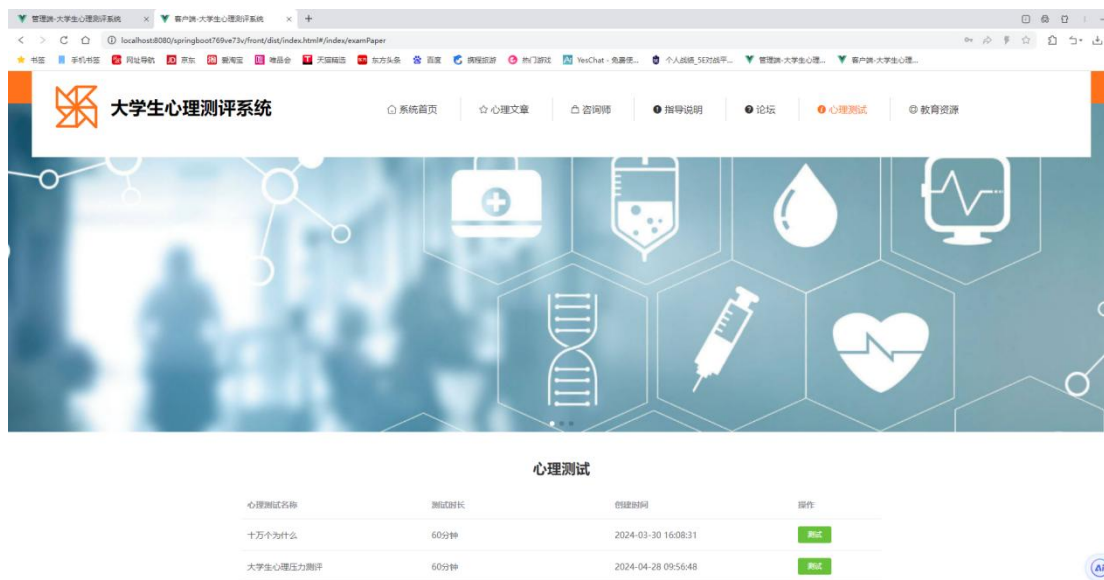 管理端-大学生心理测评系统 × 客户端-大学生心理测评系统 × +
localhost:8080/springboot769ve73v/front/dist/index.html#/index/examPaper
书签 手机书签 网址导航 京东 爱淘宝 唯品会 天猫精选 东方头条 百度 携程旅游 热门游戏 YesChat - 免费使... 个人战绩_5E对战平... 管理端-大学生心理... 客户端-大学生心理...
大学生心理测评系统 系统首页 心理文章 咨询师 指导说明 论坛 心理测试 教育资源
心理测试
心理测试名称 测试时长 创建时间 操作
十万个为什么 60分钟 2024-03-30 16:08:31 测试
大学生心理压力测评 60分钟 2024-04-28 09:56:48 测试